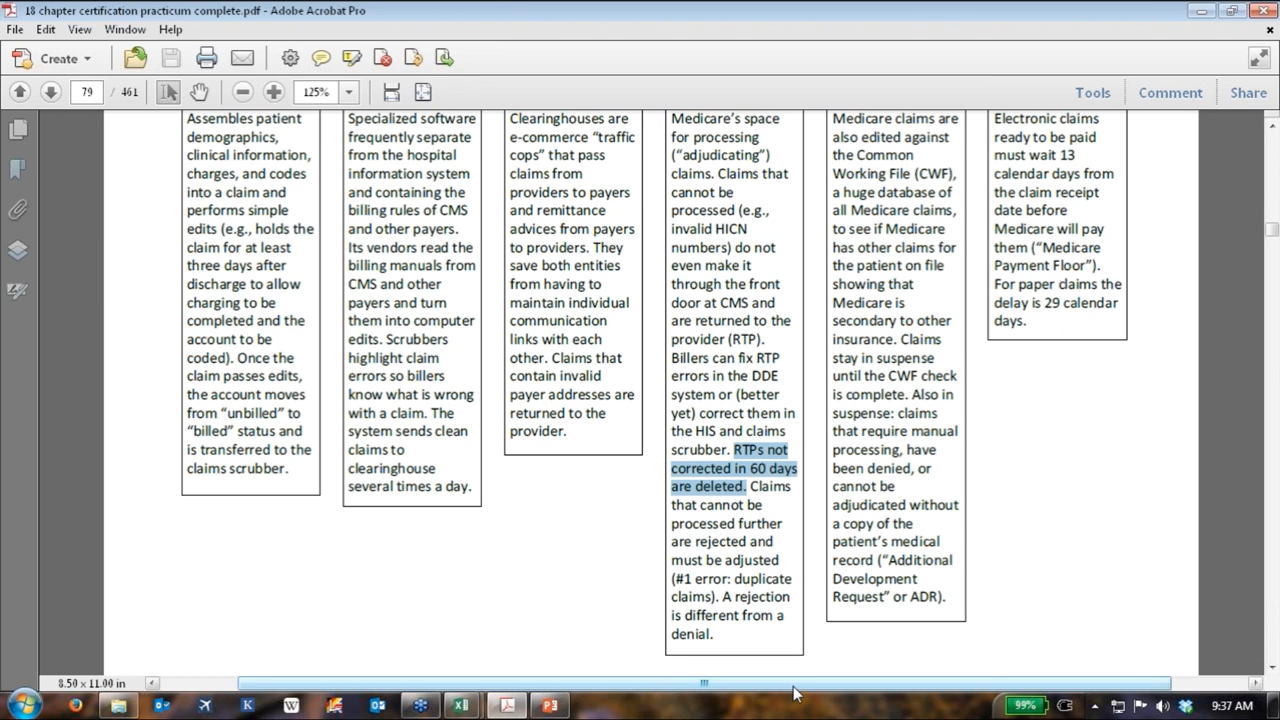 18 chapter certification practicum complete.pdf - Adobe Acrobat Pro
File Edit View Window Help
Create
79 / 461 125% Tools Comment Share
Assembles patient
demographics,
clinical information,
charges, and codes
into a claim and
performs simple
edits (e.g., holds the
claim for at least
three days after
discharge to allow
charging to be
completed and the
account to be
coded). Once the
claim passes edits,
the account moves
from “unbilled” to
“billed” status and
is transferred to the
claims scrubber.
Specialized software
frequently separate
from the hospital
information system
and containing the
billing rules of CMS
and other payers.
Its vendors read the
billing manuals from
CMS and other
payers and turn
them into computer
edits. Scrubbers
highlight claim
errors so billers
know what is wrong
with a claim. The
system sends clean
claims to
clearinghouse
several times a day.
Clearinghouses are
e-commerce “traffic
cops” that pass
claims from
providers to payers
and remittance
advices from payers
to providers. They
save both entities
from having to
maintain individual
communication
links with each
other. Claims that
contain invalid
payer addresses are
returned to the
provider.
Medicare’s space
for processing
(“adjudicating”)
claims. Claims that
cannot be
processed (e.g.,
invalid HICN
numbers) do not
even make it
through the front
door at CMS and
are returned to the
provider (RTP).
Billers can fix RTP
errors in the DDE
system or (better
yet) correct them in
the HIS and claims
scrubber. RTPs not
corrected in 60 days
are deleted. Claims
that cannot be
processed further
are rejected and
must be adjusted
(#1 error: duplicate
claims). A rejection
is different from a
denial.
Medicare claims are
also edited against
the Common
Working File (CWF),
a huge database of
all Medicare claims,
to see if Medicare
has other claims for
the patient on file
showing that
Medicare is
secondary to other
insurance. Claims
stay in suspense
until the CWF check
is complete. Also in
suspense: claims
that require manual
processing, have
been denied, or
cannot be
adjudicated without
a copy of the
patient’s medical
record (“Additional
Development
Request” or ADR).
Electronic claims
ready to be paid
must wait 13
calendar days from
the claim receipt
date before
Medicare will pay
them (“Medicare
Payment Floor”).
For paper claims the
delay is 29 calendar
days.
8.50 x 11.00 in
99% 9:37 AM